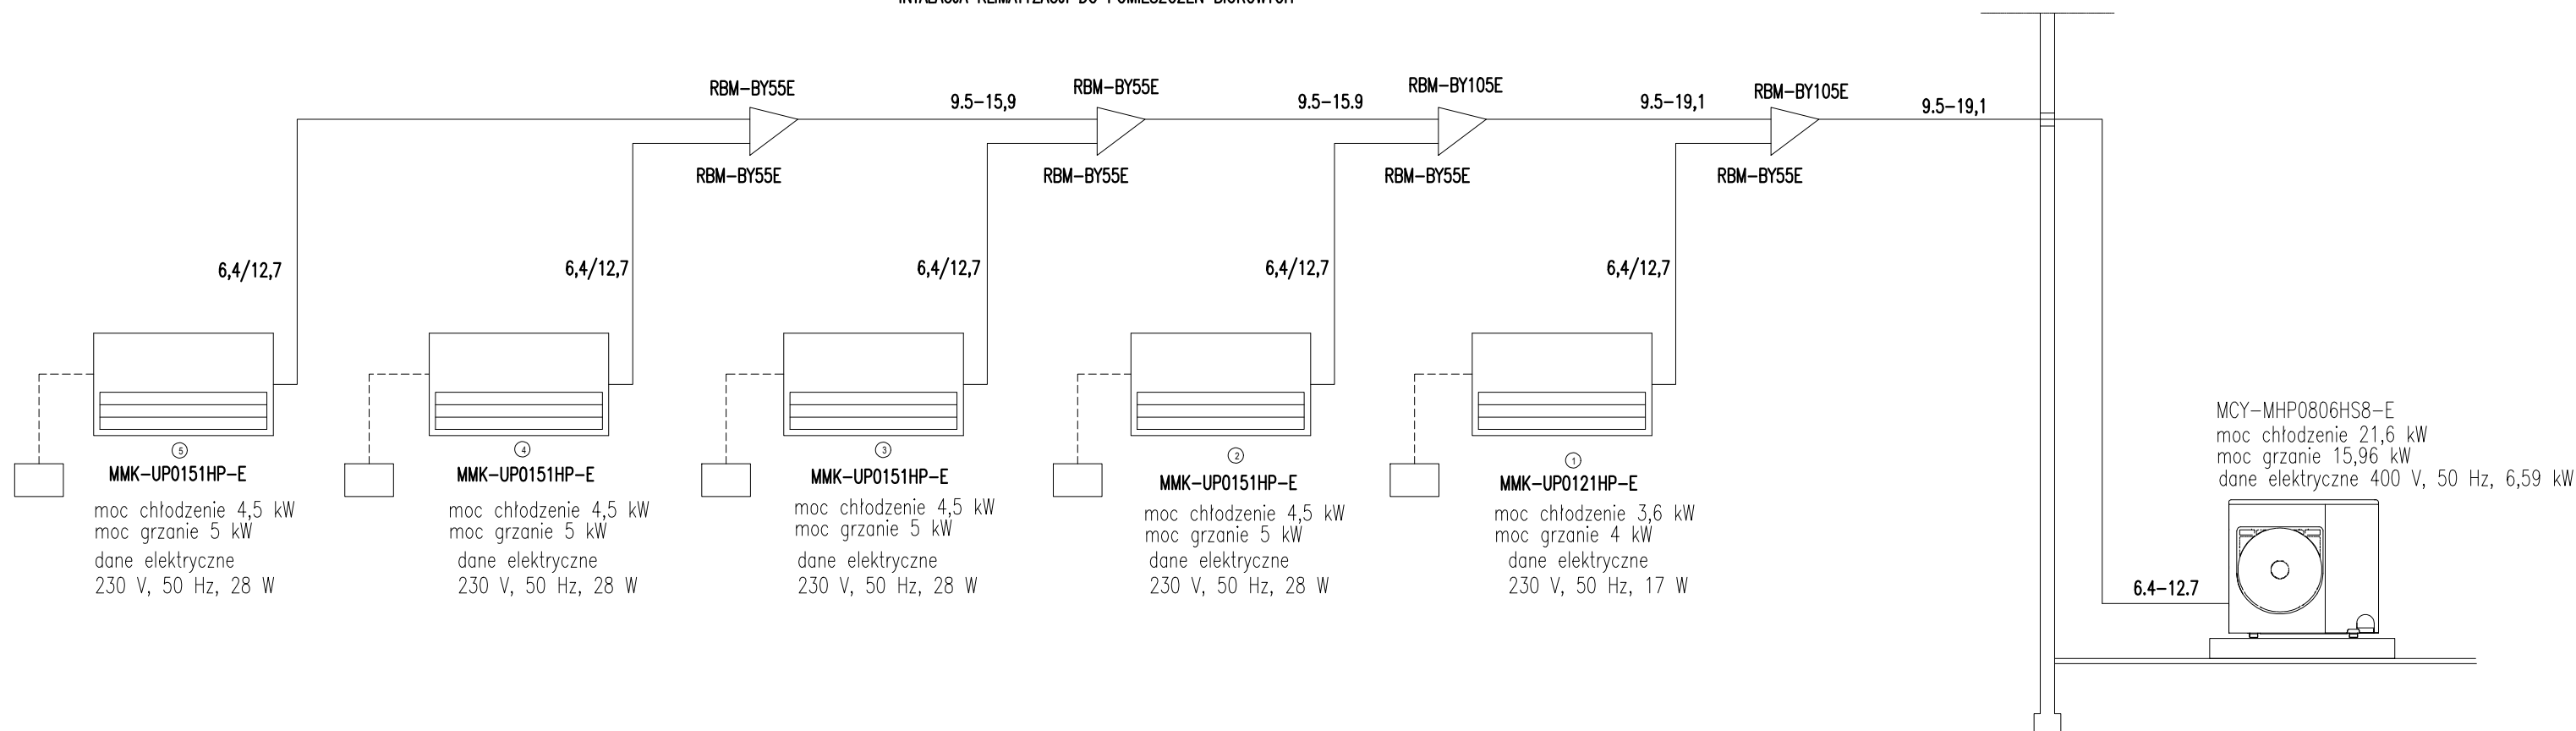 RBM-BY55E
RBM-BY55E
RBM-BY105E
RBM-BY105E
9.5-15,9
9.5-15.9
9.5-19,1
9.5-19,1
RBM-BY55E
RBM-BY55E
RBM-BY55E
RBM-BY55E
6,4/12,7
6,4/12,7
6,4/12,7
6,4/12,7
6,4/12,7
5
MMK-UP0151HP-E
moc chłodzenie 4,5 kW
moc grzanie 5 kW
dane elektryczne
230 V, 50 Hz, 28 W
4
MMK-UP0151HP-E
moc chłodzenie 4,5 kW
moc grzanie 5 kW
dane elektryczne
230 V, 50 Hz, 28 W
3
MMK-UP0151HP-E
moc chłodzenie 4,5 kW
moc grzanie 5 kW
dane elektryczne
230 V, 50 Hz, 28 W
2
MMK-UP0151HP-E
moc chłodzenie 4,5 kW
moc grzanie 5 kW
dane elektryczne
230 V, 50 Hz, 28 W
1
MMK-UP0121HP-E
moc chłodzenie 3,6 kW
moc grzanie 4 kW
dane elektryczne
230 V, 50 Hz, 17 W
MCY-MHP0806HS8-E
moc chłodzenie 21,6 kW
moc grzanie 15,96 kW
dane elektryczne 400 V, 50 Hz, 6,59 kW
6.4-12.7